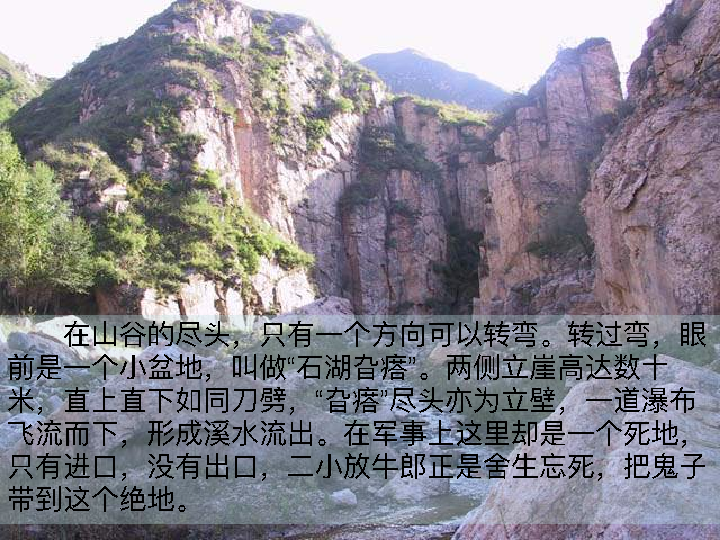 在山谷的尽头，只有一个方向可以转弯。转过弯，眼
前是一个小盆地，叫做“石湖旮瘩”。两侧立崖高达数十
米，直上直下如同刀劈，“旮瘩”尽头亦为立壁，一道瀑布
飞流而下，形成溪水流出。在军事上这里却是一个死地，
只有进口，没有出口，二小放牛郎正是舍生忘死，把鬼子
带到这个绝地。